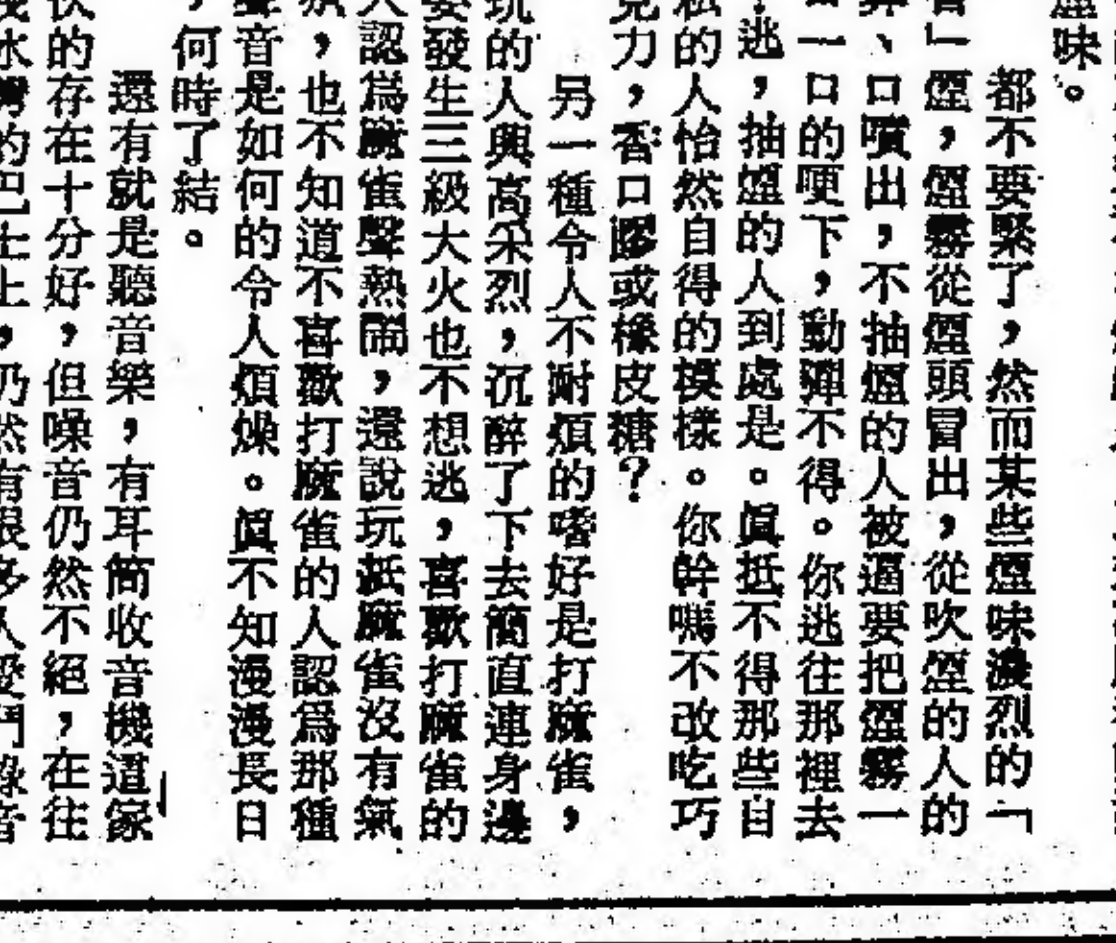 煙味。
都不要緊了，然而某些煙味濃烈的「
」煙，煙霧從煙頭冒出，從吹煙的人的
、口噴出，不抽煙的人被逼要把煙霧一
口一口的哽下，動彈不得。你逃往那裡去
逃，抽煙的人到處是。眞抵不得那些自
私的人怡然自得的模樣。你幹嗎不改吃巧
克力，香口膠或橡皮糖？
另一種令人不耐煩的嗜好是打麻雀，
玩的人興高采烈，沉醉了下去簡直連身邊
要發生三級大火也不想逃，喜歡打麻雀的
人認爲麻雀聲熱鬧，還說玩紙麻雀沒有氣
氛，也不知道不喜歡打麻雀的人認爲那種
聲音是如何的令人煩燥。眞不知漫漫長日
，何時了結。
還有就是聽音樂，有耳筒收音機這家
伙的存在十分好，但噪音仍然不絕，在往
水灣的巴士上，仍然有很多人愛鬥錄音